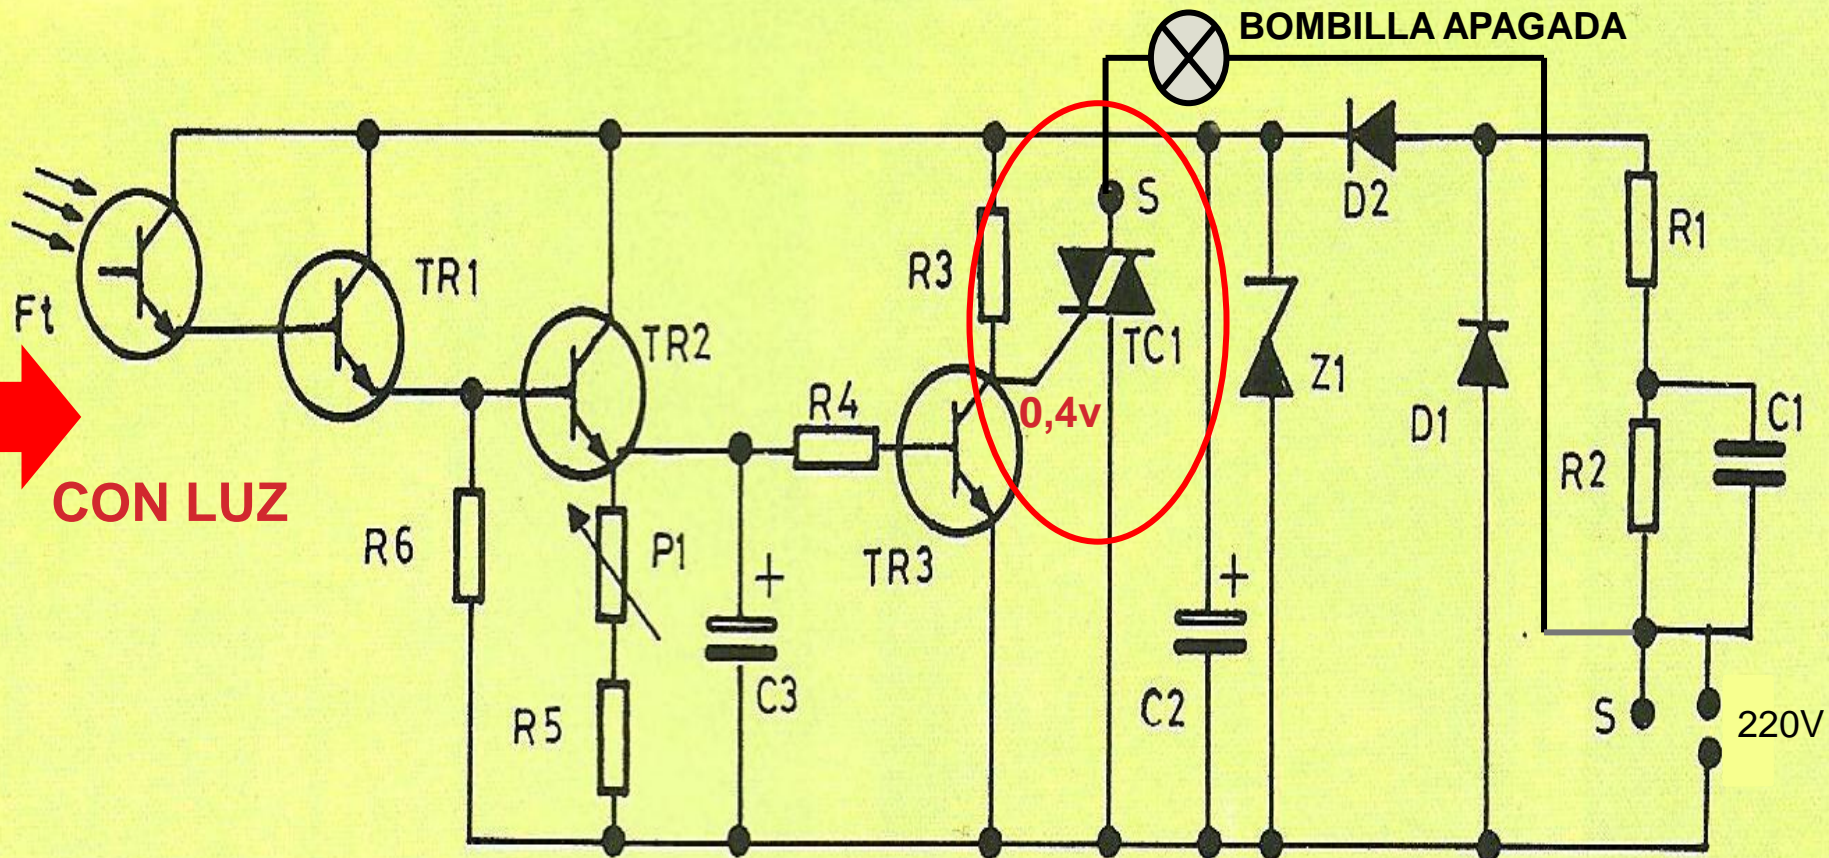 BOMBILLA APAGADA
S
D2
R1
R3
TR1
Ft
TR2
TC1
Z1
R4
0,4v
D1
C1
R2
CON LUZ
R6
P1
TR3
+
+
R5
C3
C2
S
220V